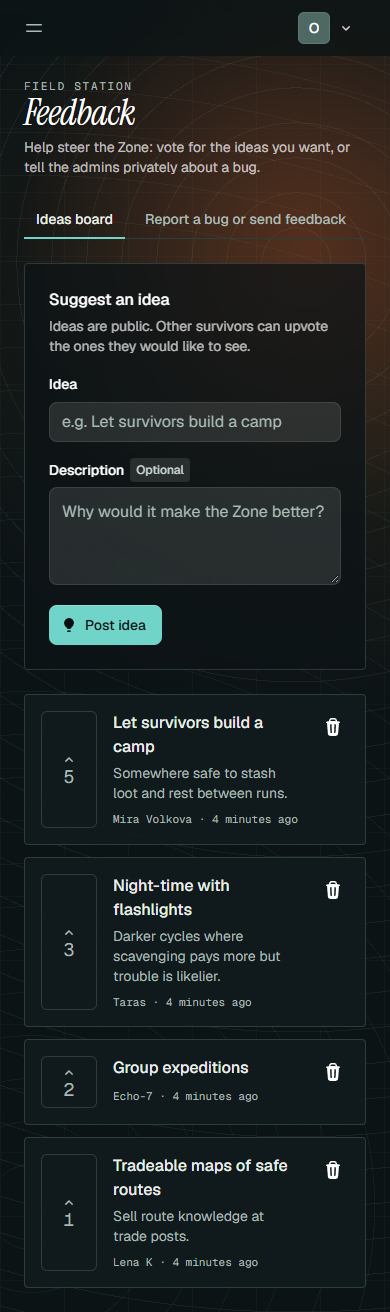 O
FIELD STATION
Feedback
Help steer the Zone: vote for the ideas you want, or
tell the admins privately about a bug.
Ideas board
Report a bug or send feedback
Suggest an idea
Ideas are public. Other survivors can upvote
the ones they would like to see.
Idea
e.g. Let survivors build a camp
Description Optional
Why would it make the Zone better?
Post idea
5
Let survivors build a
camp
Somewhere safe to stash
loot and rest between runs.
Mira Volkova · 4 minutes ago
3
Night-time with
flashlights
Darker cycles where
scavenging pays more but
trouble is likelier.
Taras · 4 minutes ago
2
Group expeditions
Echo-7 · 4 minutes ago
1
Tradeable maps of safe
routes
Sell route knowledge at
trade posts.
Lena K · 4 minutes ago